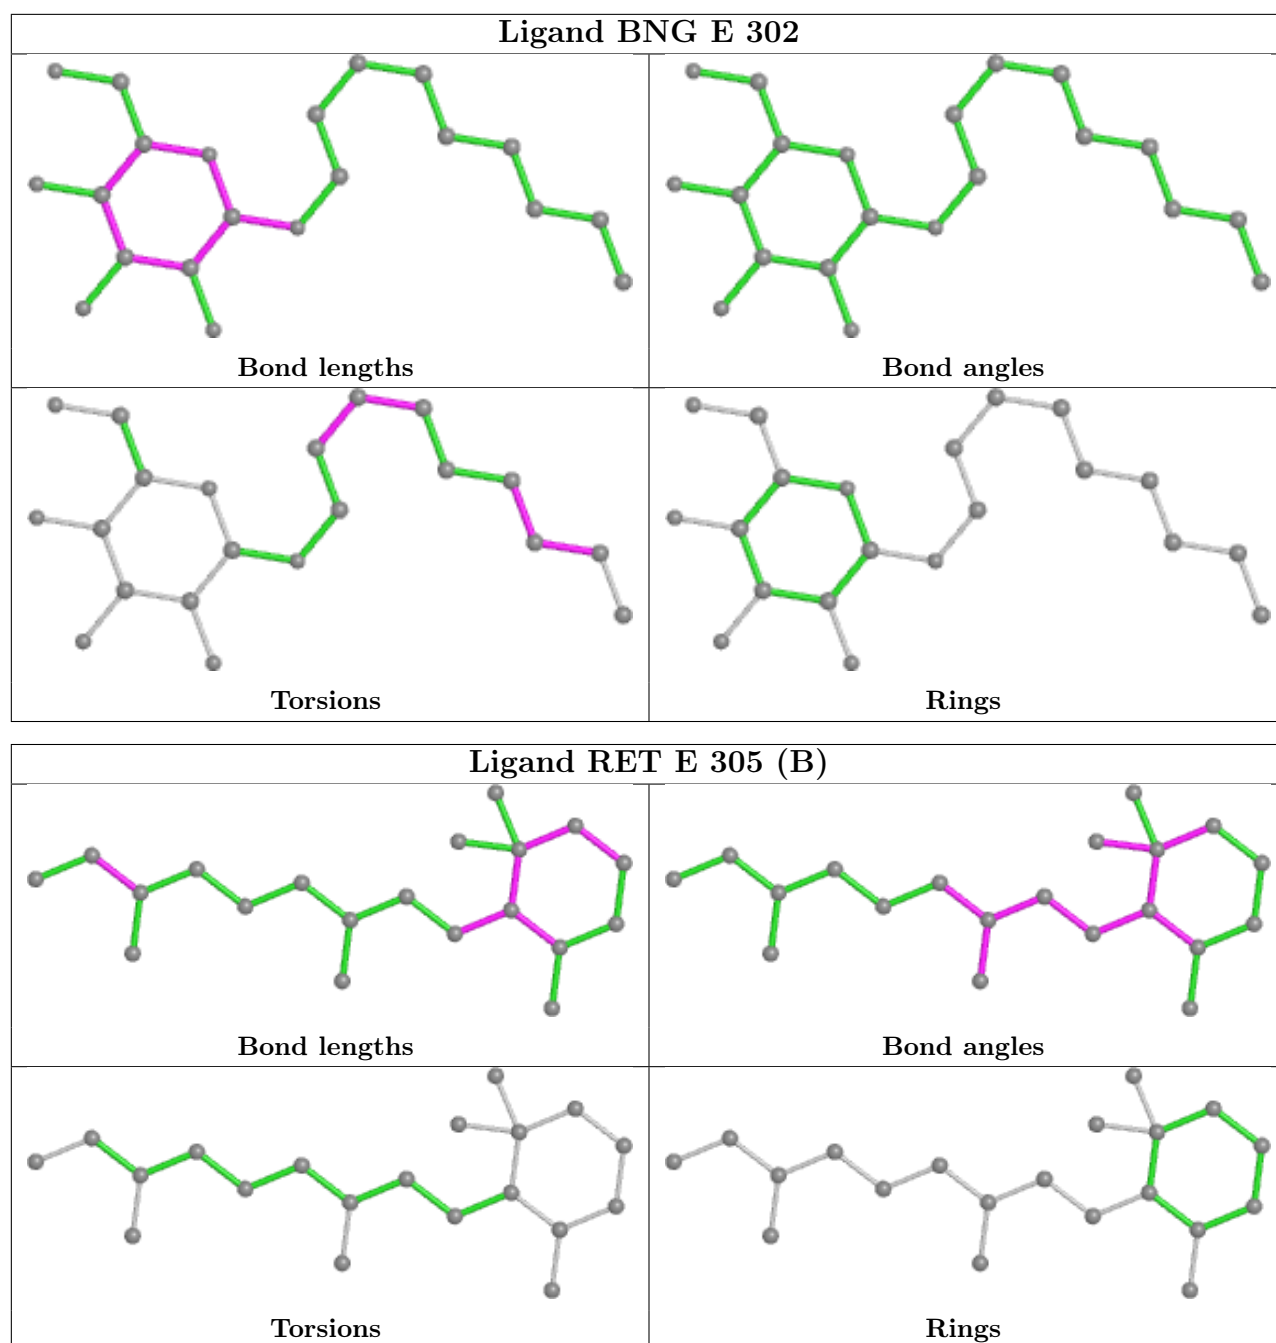 Ligand BNG E 302
Bond lengths
Bond angles
Torsions
Rings
Ligand RET E 305 (B)
Bond lengths
Bond angles
Torsions
Rings